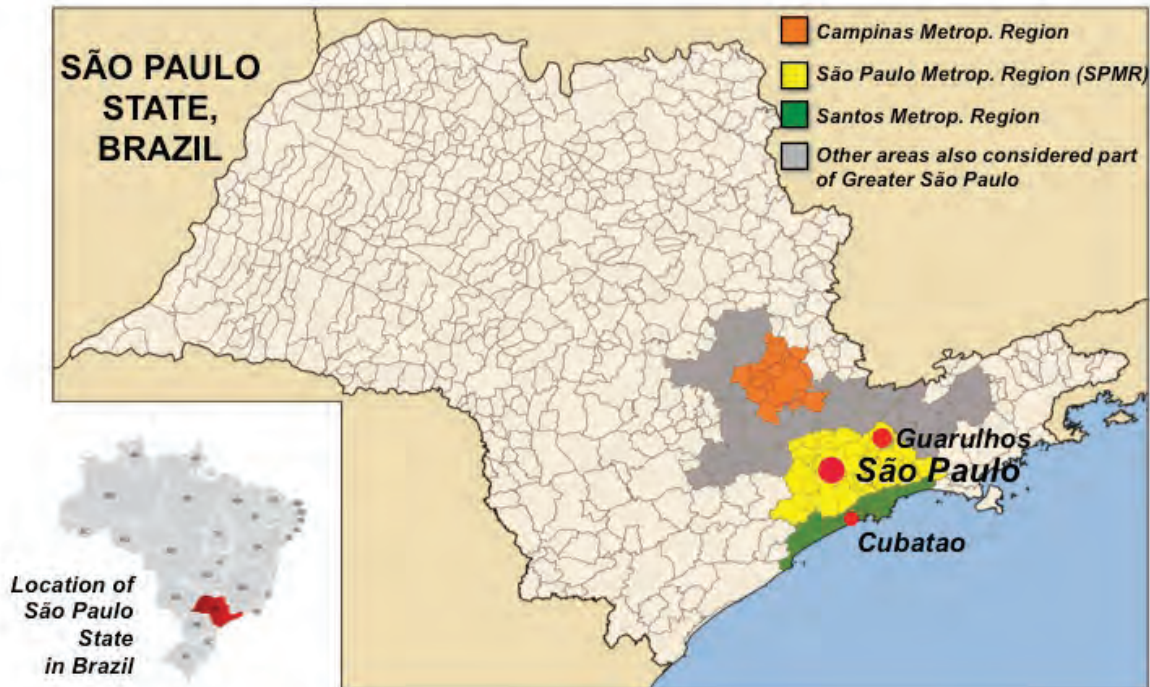 SÃO PAULO
STATE,
BRAZIL
Campinas Metrop. Region
São Paulo Metrop. Region (SPMR)
Santos Metrop. Region
Other areas also considered part
of Greater São Paulo
Guarulhos
São Paulo
Cubatao
Location of
São Paulo
State
in Brazil